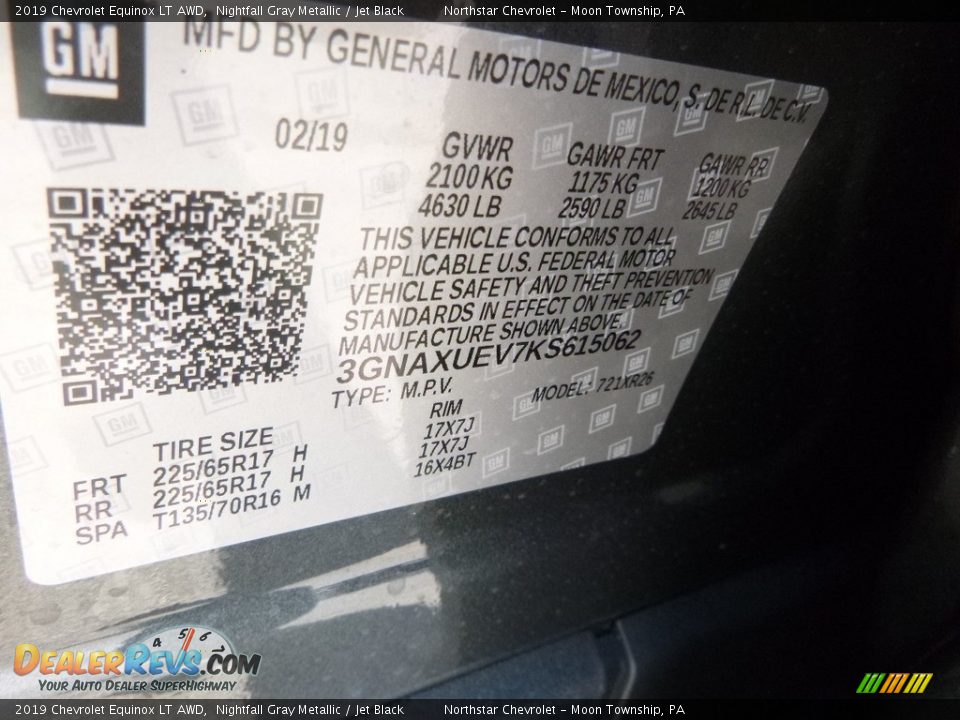 2019 Chevrolet Equinox LT AWD, Nightfall Gray Metallic / Jet Black Northstar Chevrolet – Moon Township, PA
GM
MFD BY GENERAL MOTORS DE MEXICO, S. DE R.L. DE C.V.
02/19
GVWR GAWR FRT GAWR RR
2100 KG 1175 KG 1200 KG
4630 LB 2590 LB 2645 LB
THIS VEHICLE CONFORMS TO ALL
APPLICABLE U.S. FEDERAL MOTOR
VEHICLE SAFETY AND THEFT PREVENTION
STANDARDS IN EFFECT ON THE DATE OF
MANUFACTURE SHOWN ABOVE.
3GNAXUEV7KS615062
TYPE: M.P.V. MODEL: 721XR26
TIRE SIZE RIM
FRT 225/65R17 H 17X7J
RR 225/65R17 H 17X7J
SPA T135/70R16 M 16X4BT
4 5 6
DEALERREVS.COM
YOUR AUTO DEALER SUPERHIGHWAY
2019 Chevrolet Equinox LT AWD, Nightfall Gray Metallic / Jet Black Northstar Chevrolet – Moon Township, PA